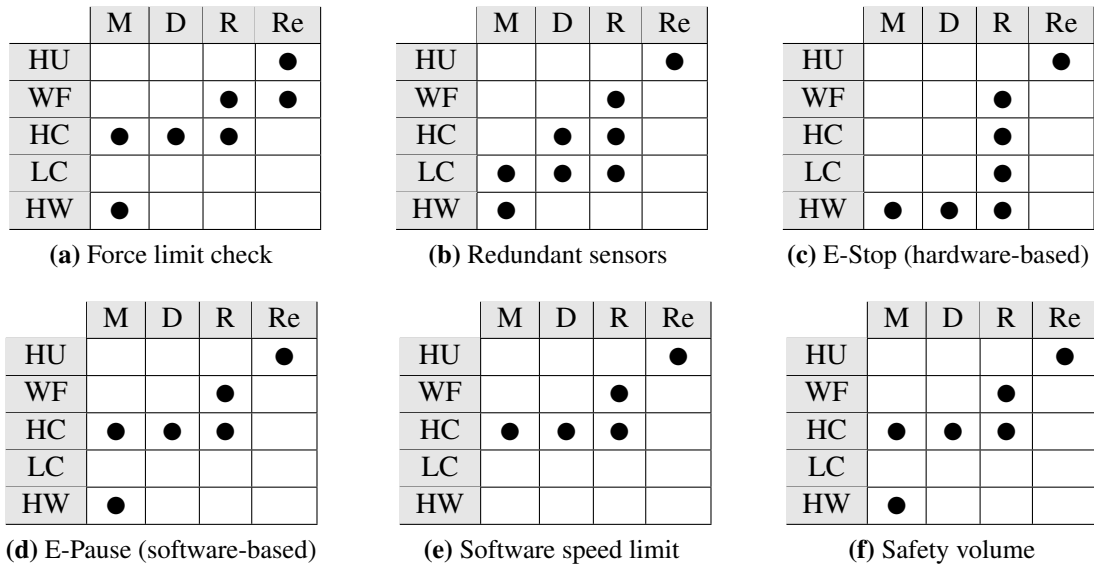 M D R Re
HU ●
WF ● ●
HC ● ● ●
LC
HW ●
(a) Force limit check
M D R Re
HU ●
WF ●
HC ● ●
LC ● ● ●
HW ●
(b) Redundant sensors
M D R Re
HU ●
WF ●
HC ●
LC ●
HW ● ● ●
(c) E-Stop (hardware-based)
M D R Re
HU ●
WF ●
HC ● ● ●
LC
HW ●
(d) E-Pause (software-based)
M D R Re
HU ●
WF ●
HC ● ● ●
LC
HW
(e) Software speed limit
M D R Re
HU ●
WF ●
HC ● ● ●
LC
HW ●
(f) Safety volume